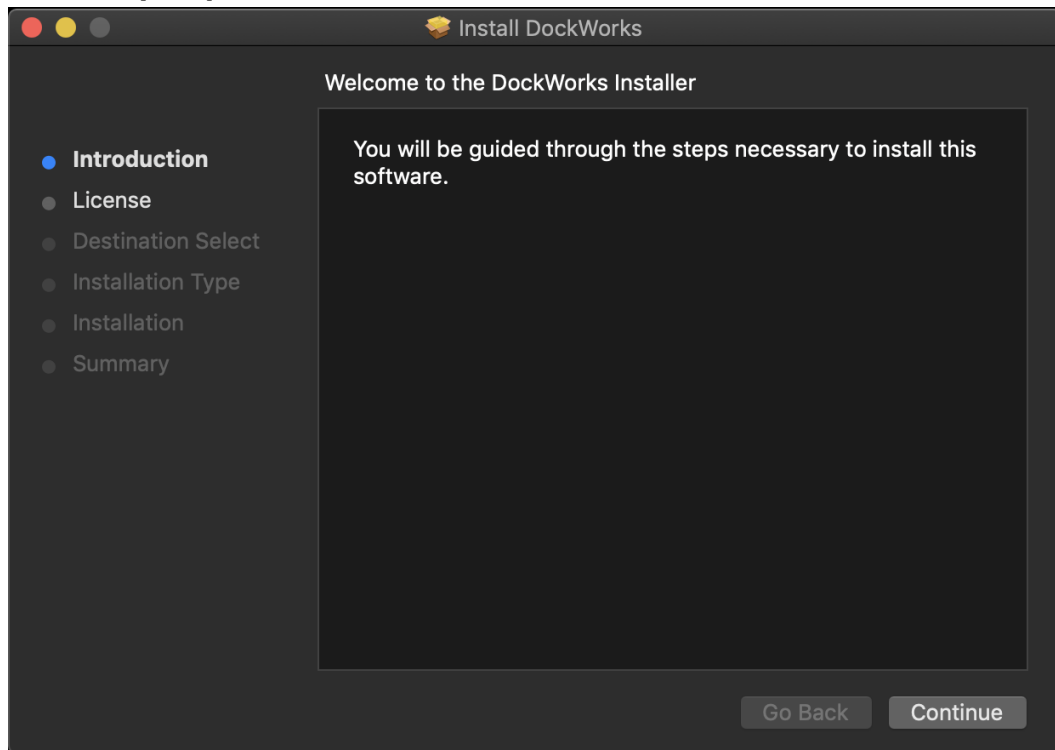 Install DockWorks
Welcome to the DockWorks Installer
Introduction
License
Destination Select
Installation Type
Installation
Summary
You will be guided through the steps necessary to install this
software.
Go Back
Continue